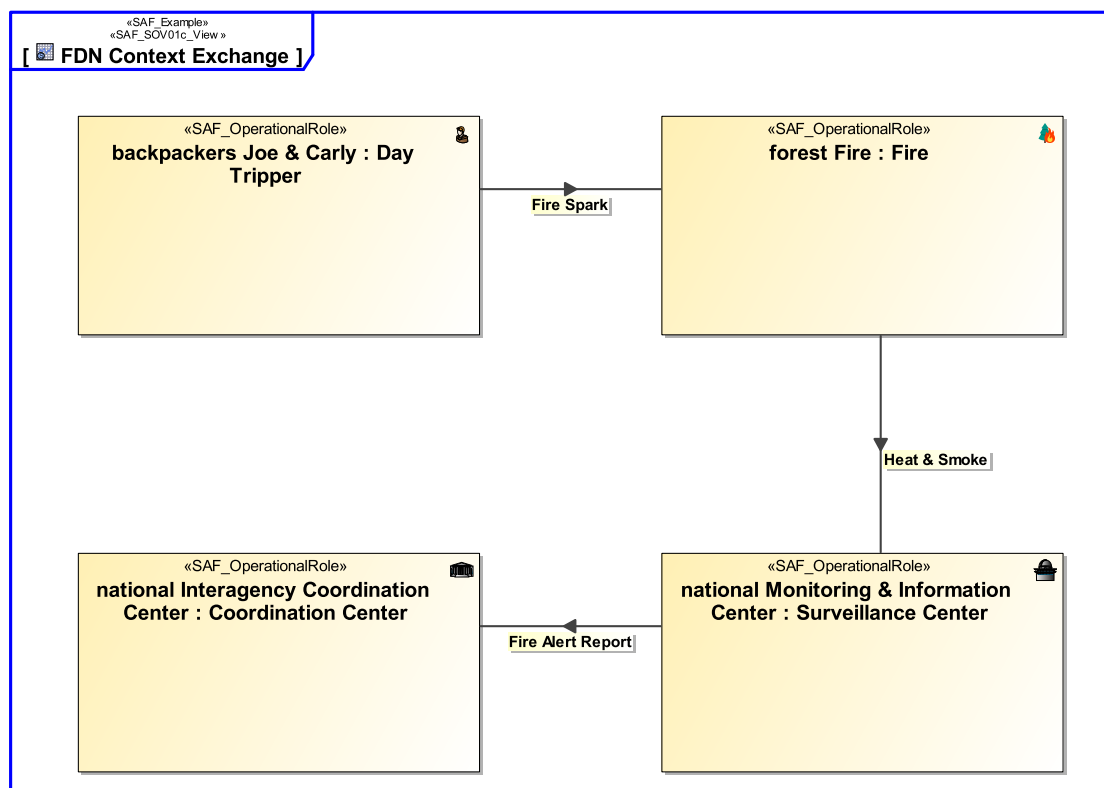 «SAF_Example»
«SAF_SOV01c_View»
[ FDN Context Exchange ]
«SAF_OperationalRole»
backpackers Joe & Carly : Day
Tripper
«SAF_OperationalRole»
forest Fire : Fire
Fire Spark
Heat & Smoke
«SAF_OperationalRole»
national Interagency Coordination
Center : Coordination Center
«SAF_OperationalRole»
national Monitoring & Information
Center : Surveillance Center
Fire Alert Report